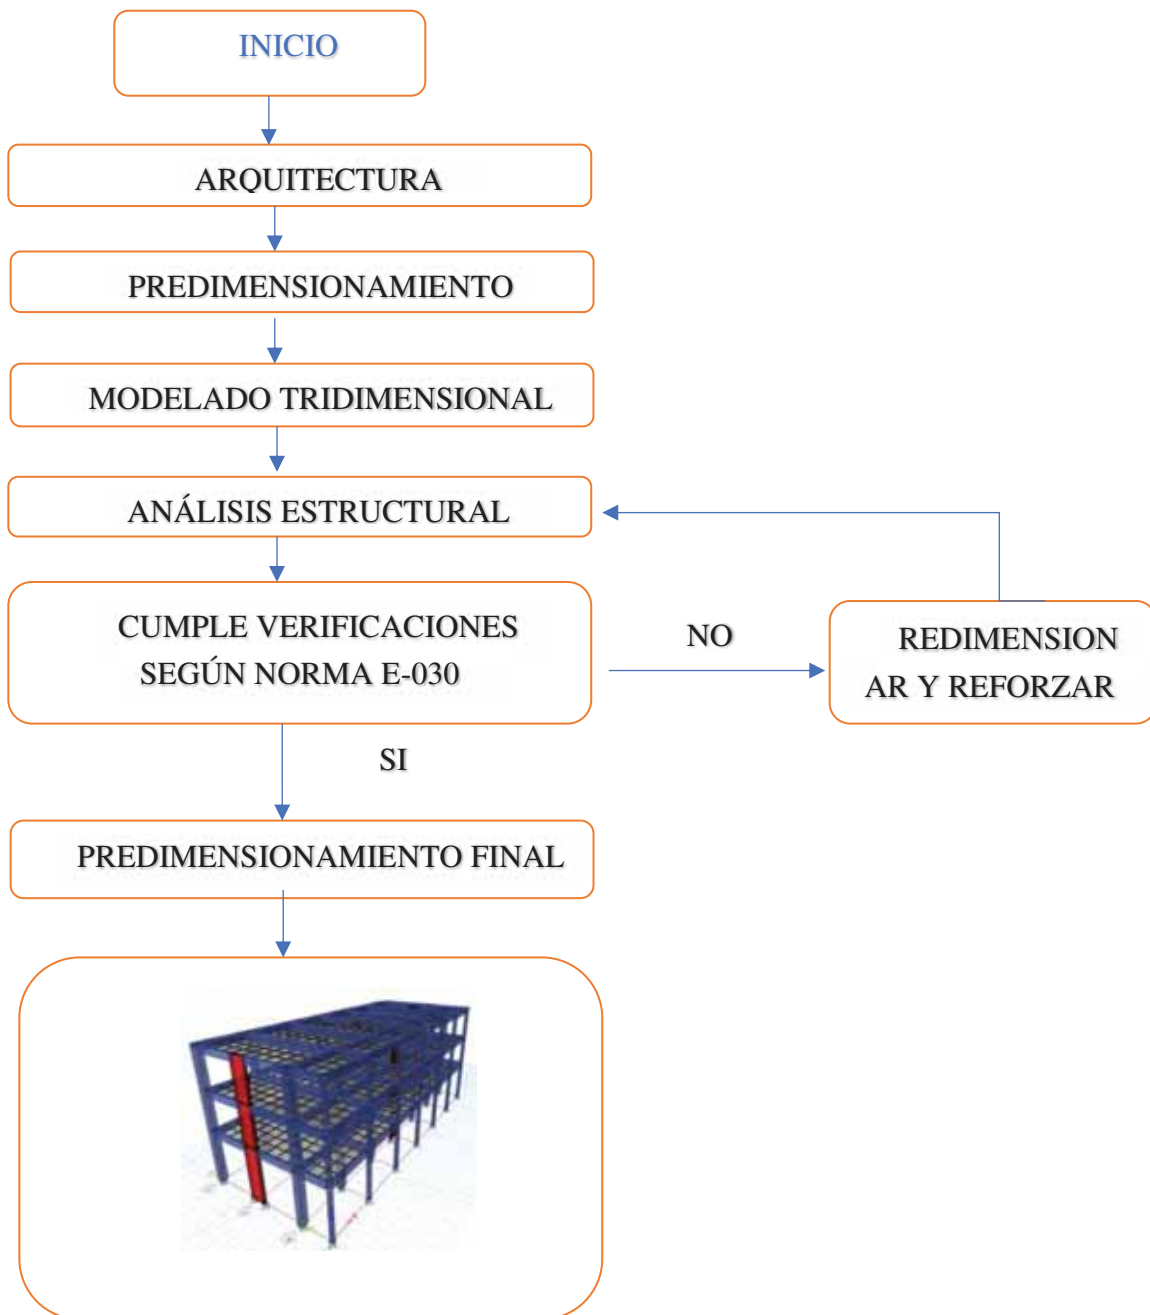 INICIO
ARQUITECTURA
PREDIMENSIONAMIENTO
MODELADO TRIDIMENSIONAL
ANÁLISIS ESTRUCTURAL
CUMPLE VERIFICACIONES
SEGÚN NORMA E-030
NO
REDIMENSION
AR Y REFORZAR
SI
PREDIMENSIONAMIENTO FINAL